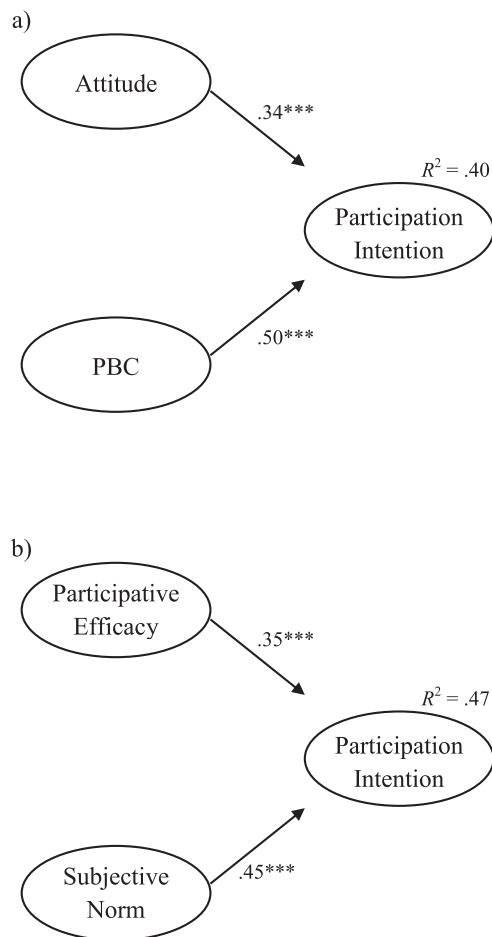 a)
Attitude
.34***
R² = .40
Participation
Intention
.50***
PBC
b)
Participative
Efficacy
.35***
R² = .47
Participation
Intention
.45***
Subjective
Norm